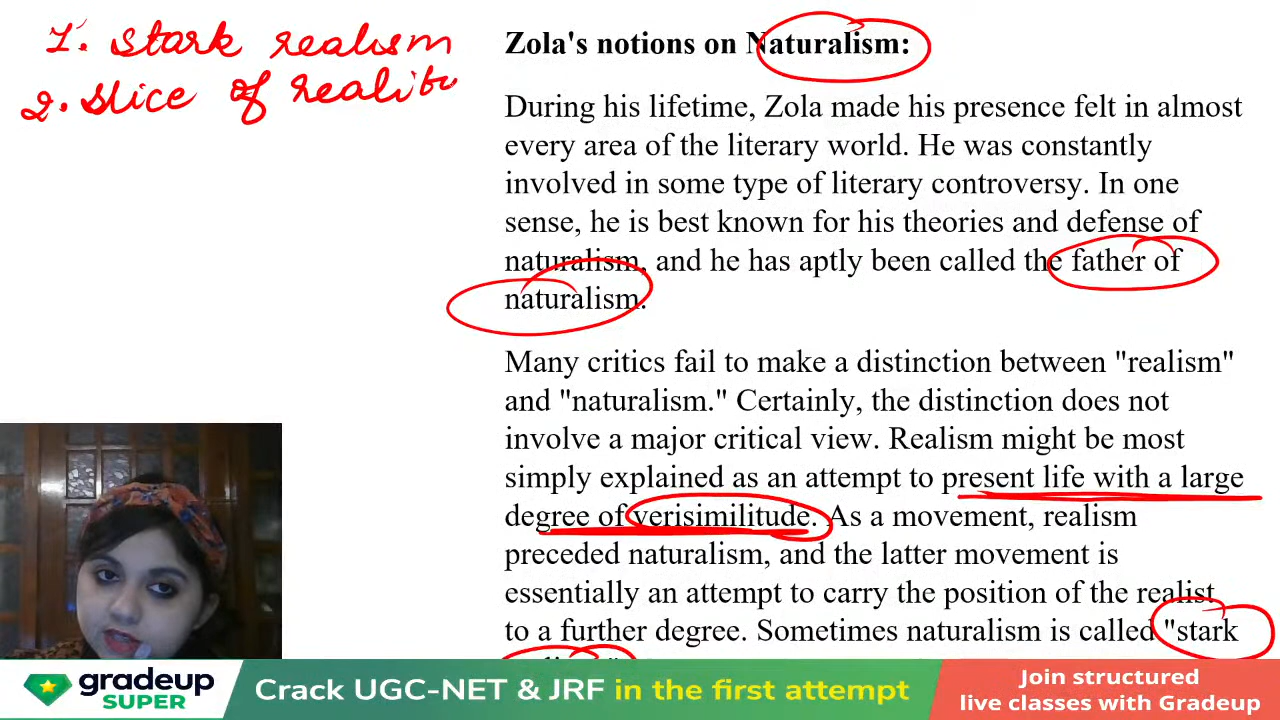 1. stark realism
2. slice of reality
Zola's notions on Naturalism:
During his lifetime, Zola made his presence felt in almost
every area of the literary world. He was constantly
involved in some type of literary controversy. In one
sense, he is best known for his theories and defense of
naturalism, and he has aptly been called the father of
naturalism.
Many critics fail to make a distinction between "realism"
and "naturalism." Certainly, the distinction does not
involve a major critical view. Realism might be most
simply explained as an attempt to present life with a large
degree of verisimilitude. As a movement, realism
preceded naturalism, and the latter movement is
essentially an attempt to carry the position of the realist
to a further degree. Sometimes naturalism is called "stark
gradeup
SUPER
Crack UGC-NET & JRF in the first attempt
Join structured
live classes with Gradeup